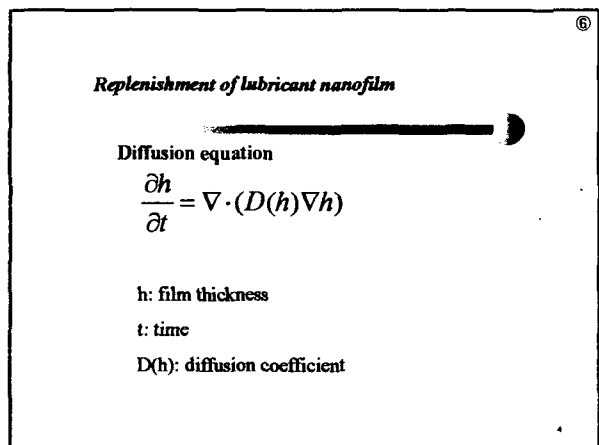 ⑥
Replenishment of lubricant nanofilm
Diffusion equation
∂h/∂t = ∇·(D(h)∇h)
h: film thickness
t: time
D(h): diffusion coefficient